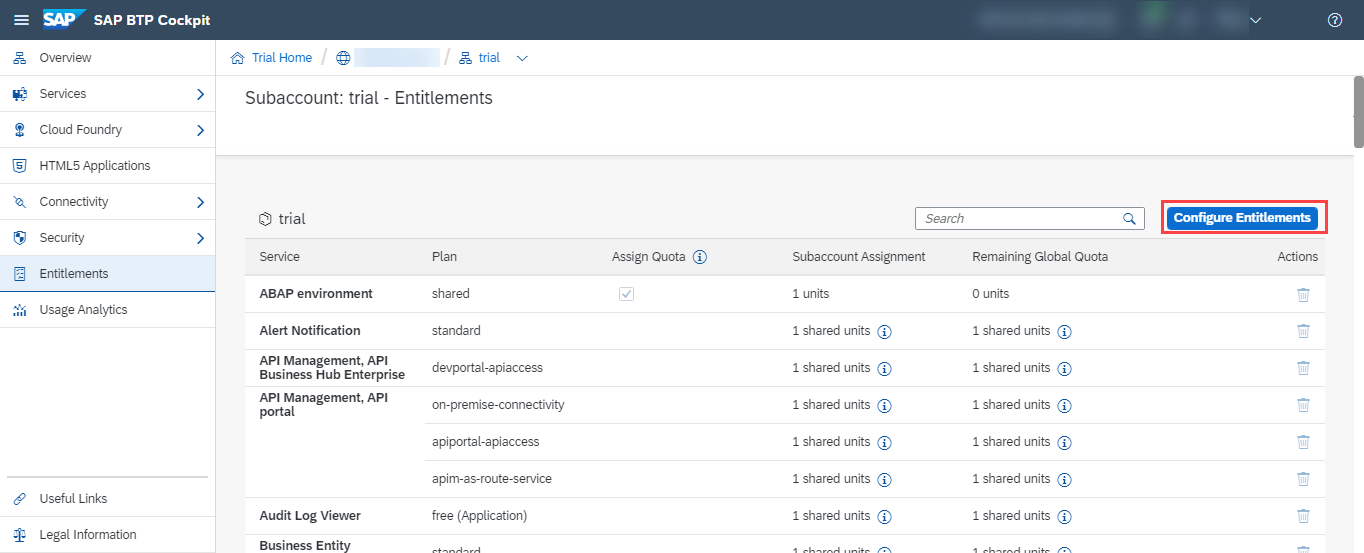 SAP SAP BTP Cockpit
Overview
Services
Cloud Foundry
HTML5 Applications
Connectivity
Security
Entitlements
Usage Analytics
Useful Links
Legal Information
Trial Home / / trial
Subaccount: trial - Entitlements
trial
Search
Configure Entitlements
Service Plan Assign Quota Subaccount Assignment Remaining Global Quota Actions
ABAP environment shared 1 units 0 units
Alert Notification standard 1 shared units 1 shared units
API Management, API
Business Hub Enterprise devportal-apiaccess 1 shared units 1 shared units
API Management, API
portal on-premise-connectivity 1 shared units 1 shared units
apiportal-apiaccess 1 shared units 1 shared units
apim-as-route-service 1 shared units 1 shared units
Audit Log Viewer free (Application) 1 shared units 1 shared units
Business Entity
standard 1 shared units 1 shared units